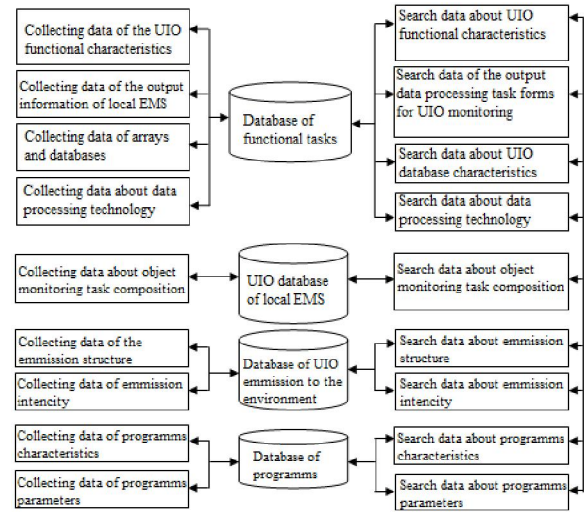 Collecting data of the UIO
functional characteristics
Collecting data of the output
information of local EMS
Collecting data of arrays
and databases
Collecting data about data
processing technology
Database of
functional tasks
Search data about UIO
functional characteristics
Search data of the output
data processing task forms
for UIO monitoring
Search data about UIO
database characteristics
Search data about data
processing technology
Collecting data about object
monitoring task composition
UIO database
of local EMS
Search data about object
monitoring task composition
Collecting data of the
emmission structure
Collecting data of emmission
intencity
Database of UIO
emmission to the
environment
Search data about emmission
structure
Search data about emmission
intencity
Collecting data of programms
characteristics
Collecting data of programms
parameters
Database of
programms
Search data about programms
characteristics
Search data about programms
parameters